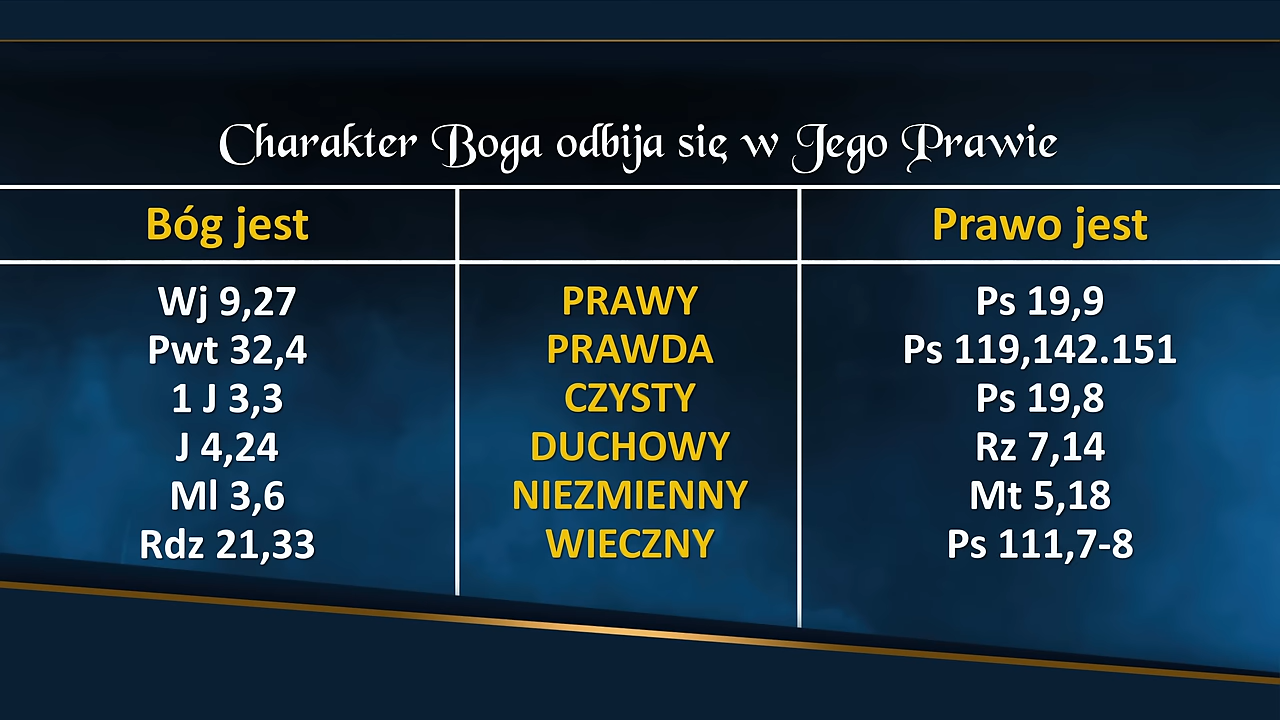 Charakter Boga odbija się w Jego Prawie
Bóg jest Prawo jest
Wj 9,27 PRAWY Ps 19,9
Pwt 32,4 PRAWDA Ps 119,142.151
1 J 3,3 CZYSTY Ps 19,8
J 4,24 DUCHOWY Rz 7,14
Ml 3,6 NIEZMIENNY Mt 5,18
Rdz 21,33 WIECZNY Ps 111,7-8